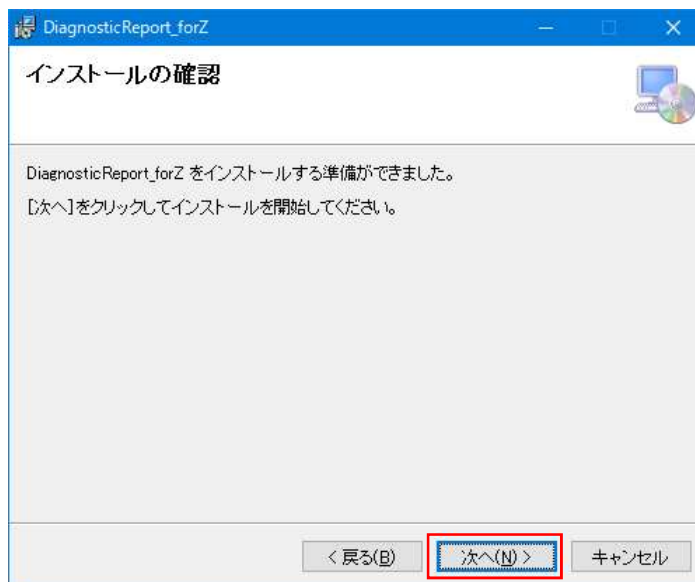 DiagnosticReport_forZ
インストールの確認
DiagnosticReport_forZ をインストールする準備ができました。
[次へ]をクリックしてインストールを開始してください。
< 戻る(B)
次へ(N) >
キャンセル